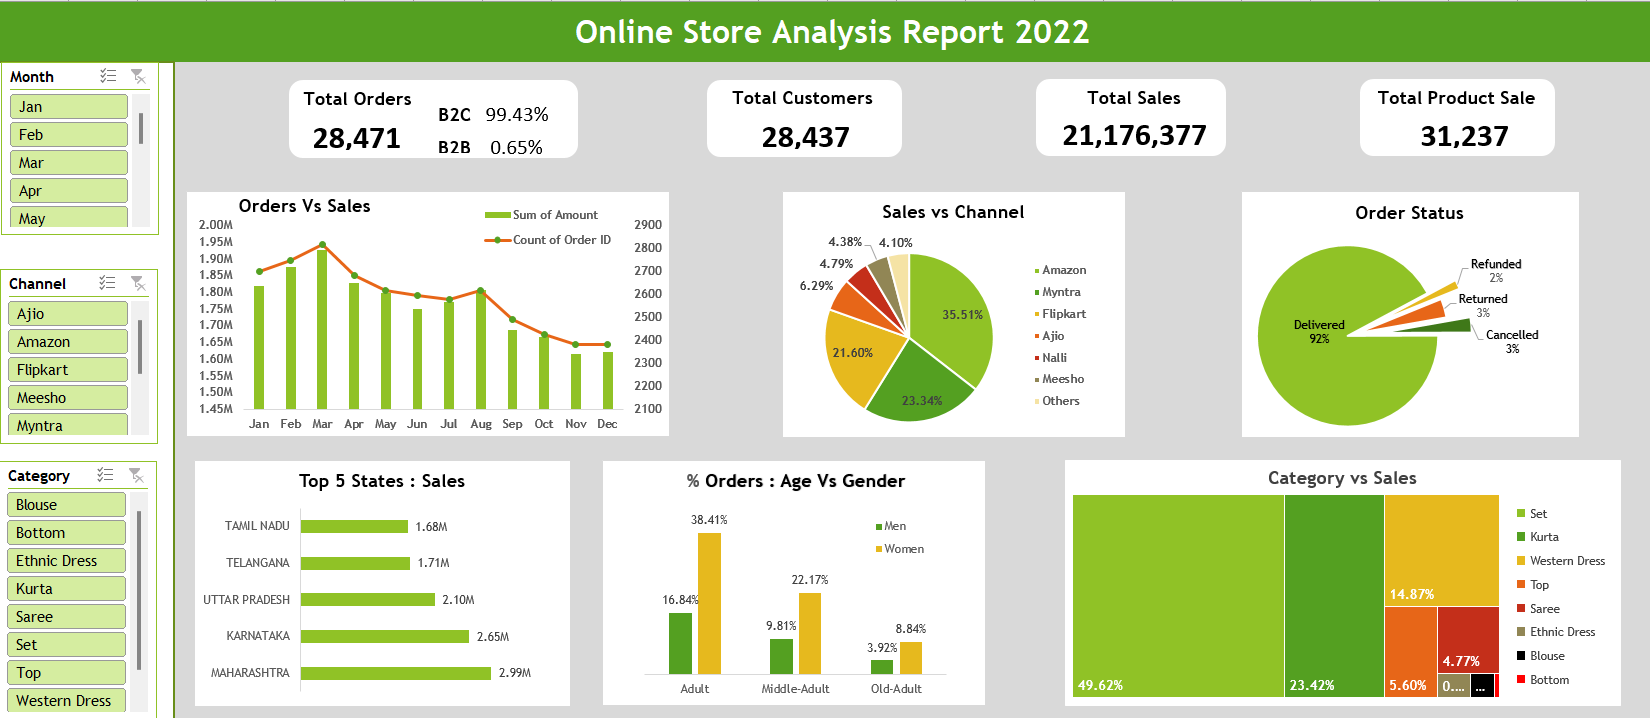 Online Store Analysis Report 2022
Month
Jan
Feb
Mar
Apr
May
Channel
Ajio
Amazon
Flipkart
Meesho
Myntra
Category
Blouse
Bottom
Ethnic Dress
Kurta
Saree
Set
Top
Western Dress
Total Orders
28,471
B2C 99.43%
B2B 0.65%
Total Customers
28,437
Total Sales
21,176,377
Total Product Sale
31,237
Orders Vs Sales
Sum of Amount
Count of Order ID
2.00M
1.95M
1.90M
1.85M
1.80M
1.75M
1.70M
1.65M
1.60M
1.55M
1.50M
1.45M
2900
2800
2700
2600
2500
2400
2300
2200
2100
Jan Feb Mar Apr May Jun Jul Aug Sep Oct Nov Dec
Sales vs Channel
4.38% 4.10%
4.79%
6.29%
35.51%
21.60%
23.34%
Amazon
Myntra
Flipkart
Ajio
Nalli
Meesho
Others
Order Status
Refunded
2%
Returned
3%
Cancelled
3%
Delivered
92%
Top 5 States : Sales
TAMIL NADU 1.68M
TELANGANA 1.71M
UTTAR PRADESH 2.10M
KARNATAKA 2.65M
MAHARASHTRA 2.99M
% Orders : Age Vs Gender
Men
Women
38.41%
16.84%
22.17%
9.81%
8.84%
3.92%
Adult Middle-Adult Old-Adult
Category vs Sales
49.62%
23.42%
14.87%
5.60%
4.77%
0.... ...
Set
Kurta
Western Dress
Top
Saree
Ethnic Dress
Blouse
Bottom